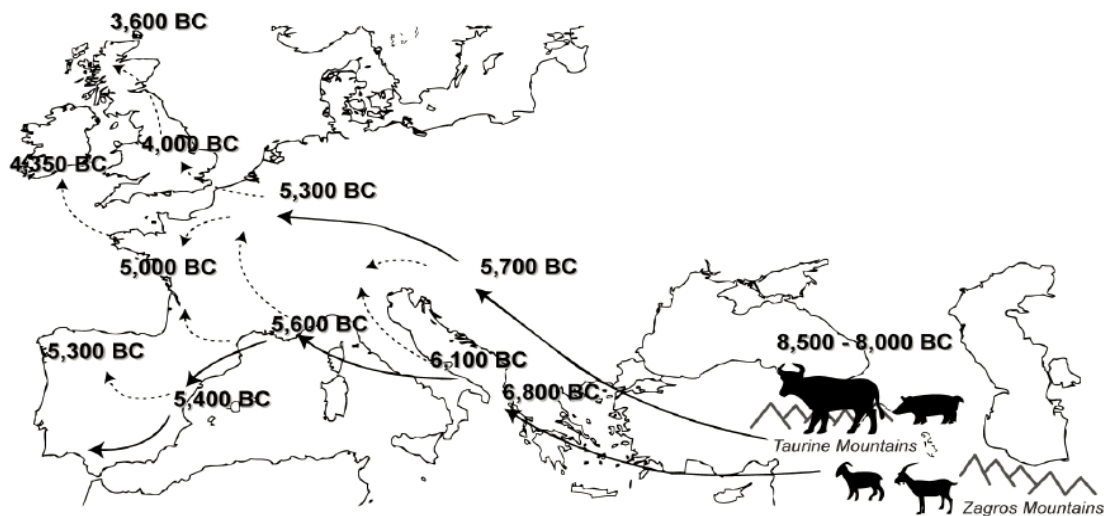 3,600 BC
4,000 BC
4,350 BC
5,300 BC
5,000 BC
5,700 BC
5,600 BC
8,500 - 8,000 BC
5,300 BC
6,100 BC
5,400 BC
6,800 BC
Taurine Mountains
Zagros Mountains